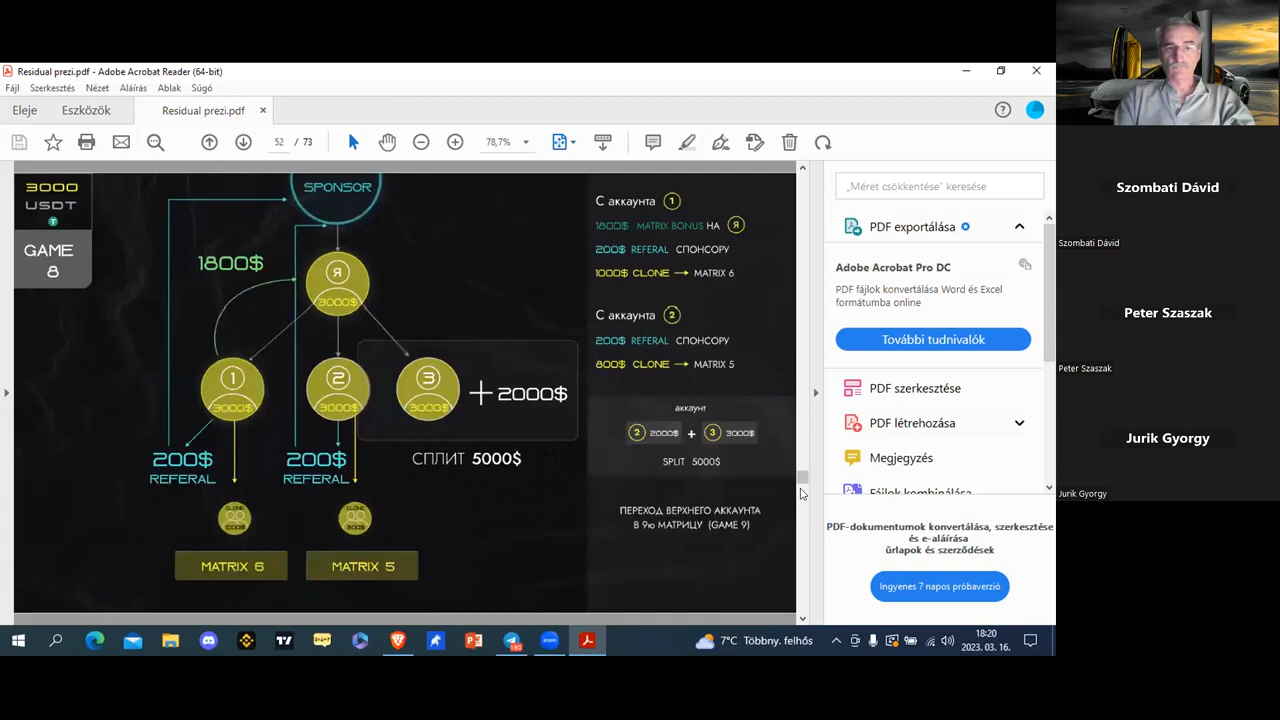 Residual prezi.pdf - Adobe Acrobat Reader (64-bit)
Fájl Szerkesztés Nézet Aláírás Ablak Súgó
Eleje Eszközök Residual prezi.pdf ×
52 / 73 78,7%
3000
USDT
GAME
8
SPONSOR
1800$
Я
3000$
1
3000$
2
3000$
3
3000$
+2000$
200$
REFERAL
200$
REFERAL
СПЛИТ 5000$
CLONE
1000$
CLONE
800$
MATRIX 6
MATRIX 5
С аккаунта 1
1800$ MATRIX BONUS НА Я
200$ REFERAL СПОНСОРУ
1000$ CLONE → MATRIX 6
С аккаунта 2
200$ REFERAL СПОНСОРУ
800$ CLONE → MATRIX 5
аккаунт
2 2000$ + 3 3000$
SPLIT 5000$
ПЕРЕХОД ВЕРХНЕГО АККАУНТА
В 9ю МАТРИЦУ (GAME 9)
„Méret csökkentése” keresése
PDF exportálása
Adobe Acrobat Pro DC
PDF fájlok konvertálása Word és Excel
formátumba online
További tudnivalók
PDF szerkesztése
PDF létrehozása
Megjegyzés
Fájlok kombinálása
PDF-dokumentumok konvertálása, szerkesztése
és e-aláírása
űrlapok és szerződések
Ingyenes 7 napos próbaverzió
7°C Többny. felhős
18:20
2023. 03. 16.
Szombati Dávid
Szombati Dávid
Peter Szaszak
Peter Szaszak
Jurik Gyorgy
Jurik Gyorgy